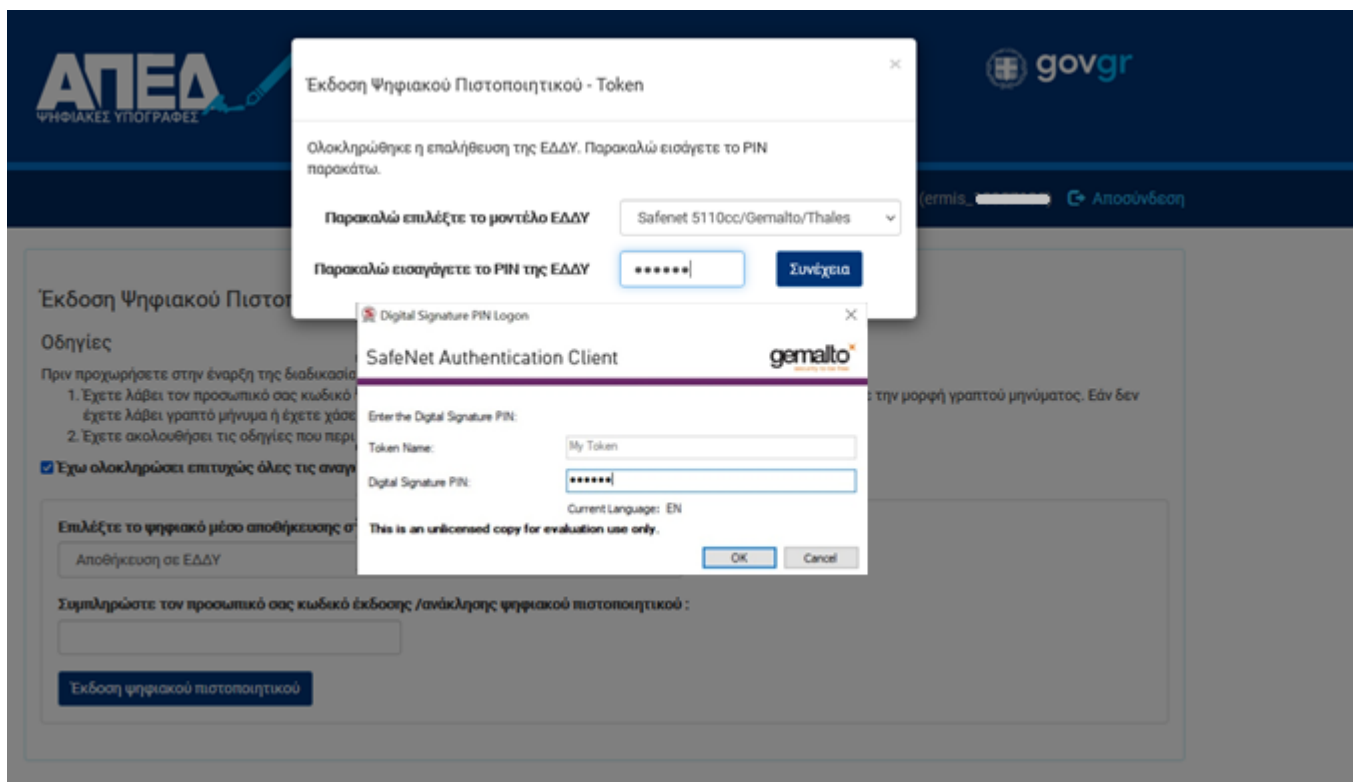 ΑΠΕΔ
ΨΗΦΙΑΚΕΣ ΥΠΟΓΡΑΦΕΣ
govgr
(ermis_
Αποσύνδεση
Έκδοση Ψηφιακού Πιστοποιητικού - Token
Ολοκληρώθηκε η επαλήθευση της ΕΔΔΥ. Παρακαλώ εισάγετε το PIN
παρακάτω.
Παρακαλώ επιλέξτε το μοντέλο ΕΔΔΥ
Safenet 5110cc/Gemalto/Thales
Παρακαλώ εισαγάγετε το PIN της ΕΔΔΥ
Συνέχεια
Έκδοση Ψηφιακού
Οδηγίες
Πριν προχωρήσετε στην έναρξη της διαδικασία
1. Έχετε λάβει τον προσωπικό σας κωδικό
την μορφή γραπτού μηνύματος. Εάν δεν
έχετε λάβει γραπτό μήνυμα ή έχετε χάσε
2. Έχετε ακολουθήσει τις οδηγίες που περι
Έχω ολοκληρώσει επιτυχώς όλες τις
Digital Signature PIN Logon
SafeNet Authentication Client
gemalto
security to be free
Enter the Digital Signature PIN:
Token Name:
My Token
Digital Signature PIN:
Current Language: EN
This is an unlicensed copy for evaluation use only.
OK
Cancel
Επιλέξτε το ψηφιακό μέσο αποθήκευσης
Αποθήκευση σε ΕΔΔΥ
Συμπληρώστε τον προσωπικό σας κωδικό έκδοσης /ανάκλησης ψηφιακού πιστοποιητικού :
Έκδοση ψηφιακού πιστοποιητικού